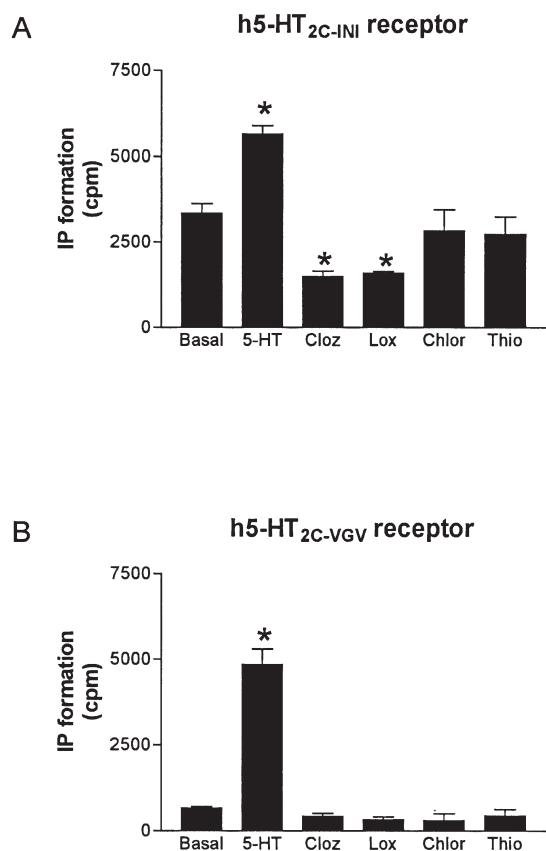 A
h5-HT2C-INI receptor
7500
5000
2500
0
IP formation
(cpm)
*
*
*
Basal 5-HT Cloz Lox Chlor Thio
B
h5-HT2C-VGV receptor
7500
5000
2500
0
IP formation
(cpm)
*
Basal 5-HT Cloz Lox Chlor Thio